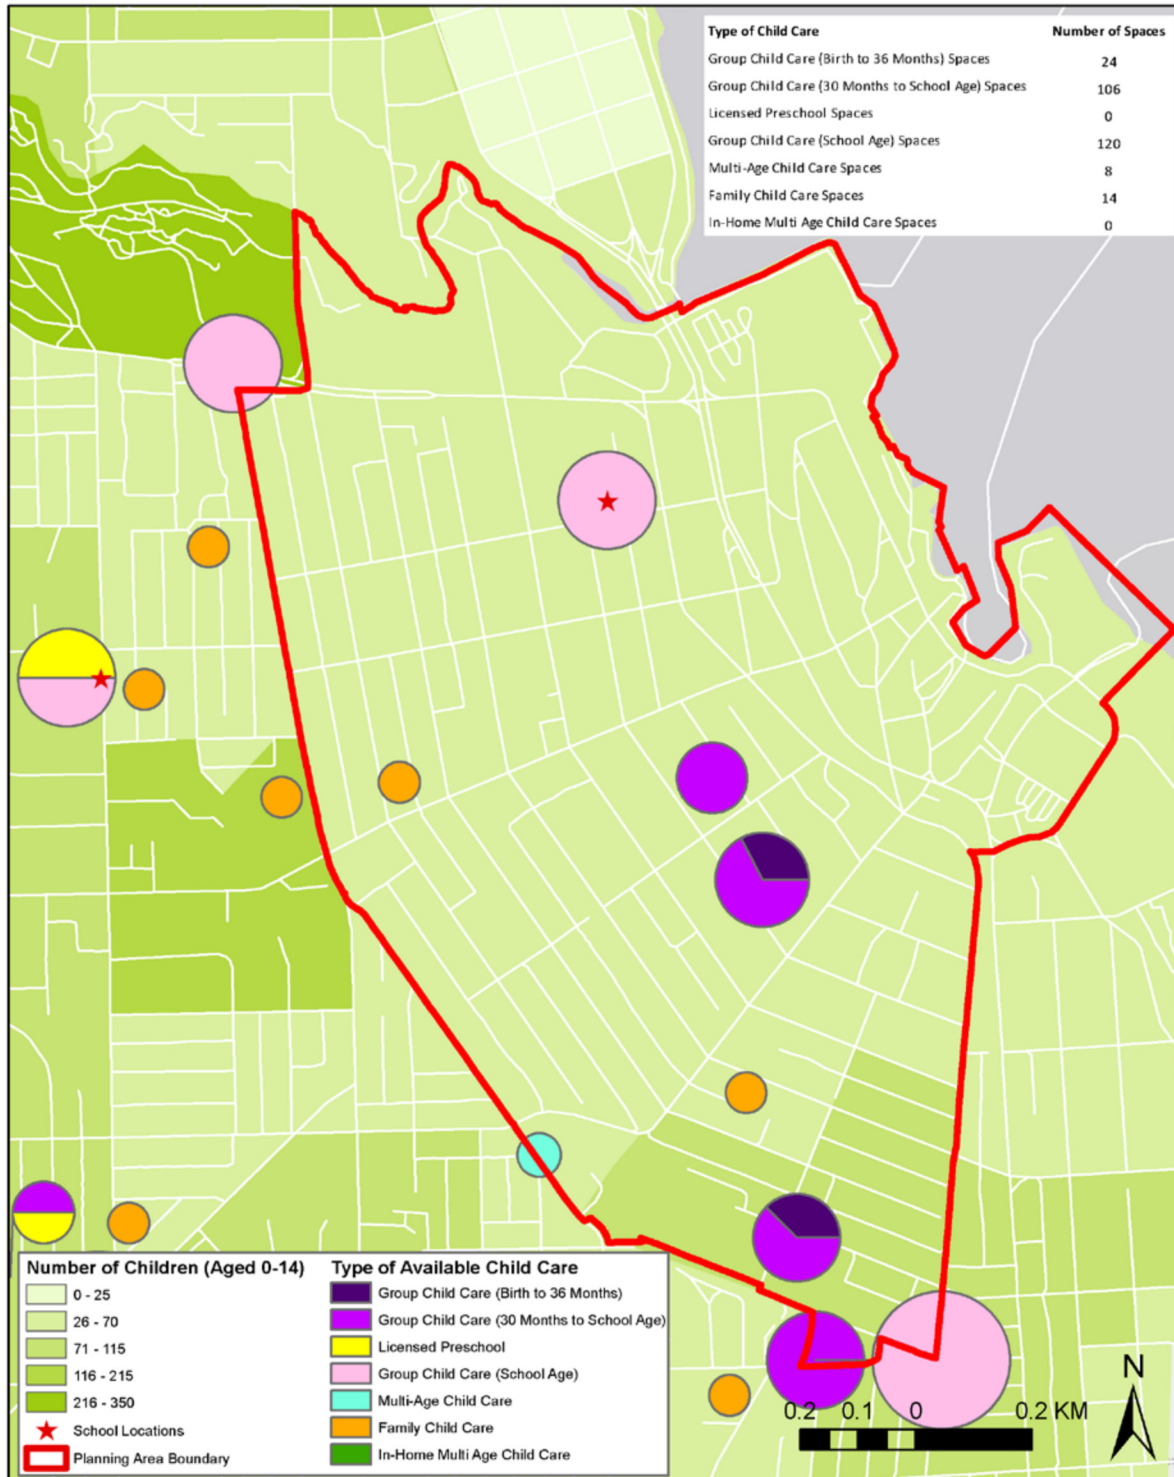 Type of Child Care Number of Spaces
Group Child Care (Birth to 36 Months) Spaces 24
Group Child Care (30 Months to School Age) Spaces 106
Licensed Preschool Spaces 0
Group Child Care (School Age) Spaces 120
Multi-Age Child Care Spaces 8
Family Child Care Spaces 14
In-Home Multi Age Child Care Spaces 0
Number of Children (Aged 0-14)
0 - 25
26 - 70
71 - 115
116 - 215
216 - 350
School Locations
Planning Area Boundary
Type of Available Child Care
Group Child Care (Birth to 36 Months)
Group Child Care (30 Months to School Age)
Licensed Preschool
Group Child Care (School Age)
Multi-Age Child Care
Family Child Care
In-Home Multi Age Child Care
0.2 0.1 0 0.2 KM
N